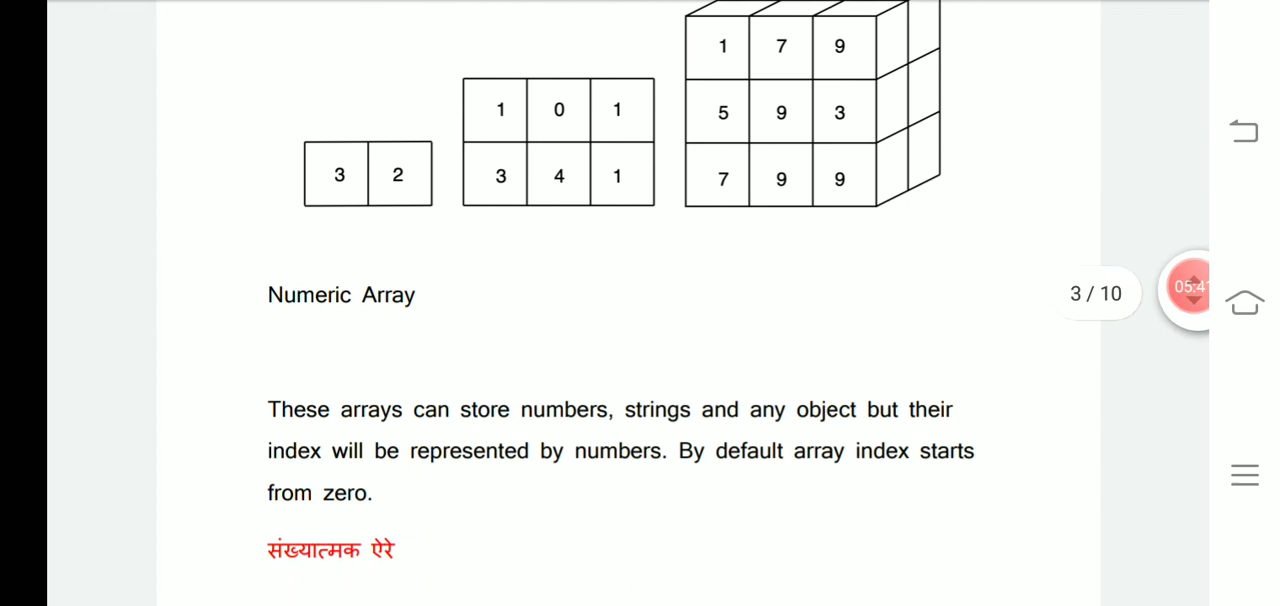 1 7 9
1 0 1
5 9 3
3 2
3 4 1
7 9 9
Numeric Array
3 / 10
05:41
These arrays can store numbers, strings and any object but their
index will be represented by numbers. By default array index starts
from zero.
संख्यात्मक ऐरे